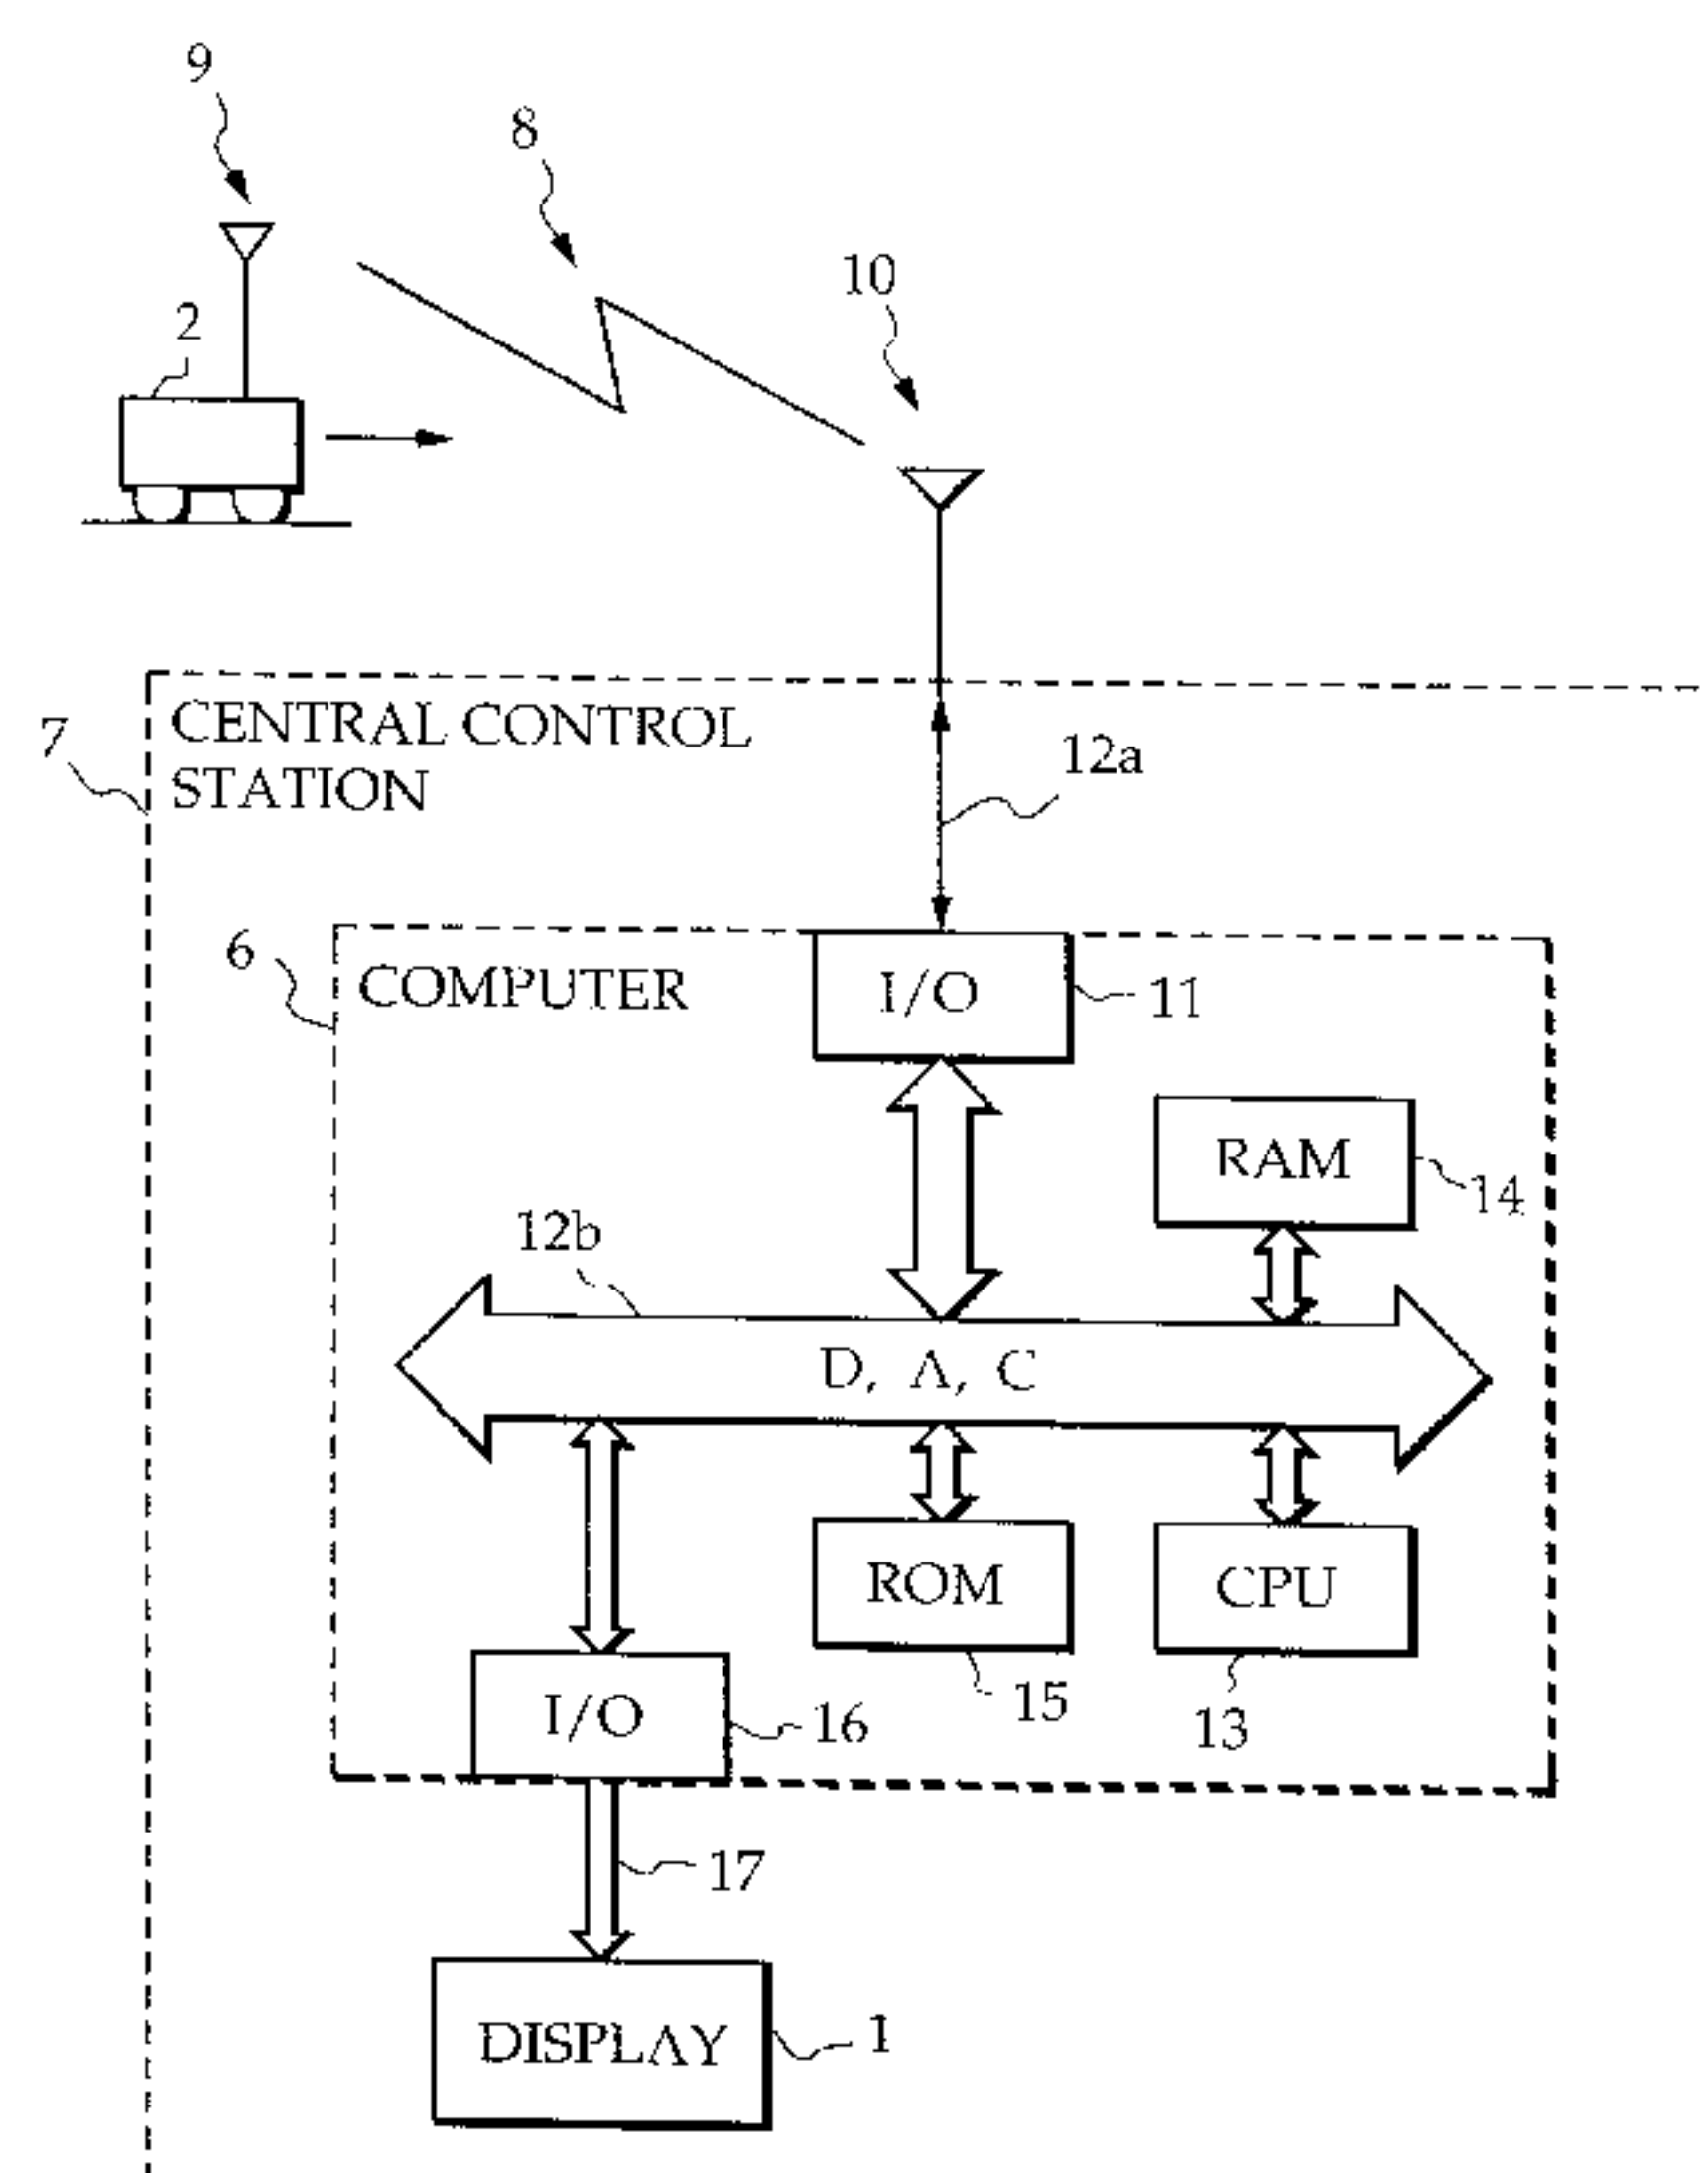 9
8
10
2
7
CENTRAL CONTROL
STATION
12a
6
COMPUTER
I/O
11
RAM
14
12b
D, A, C
ROM
CPU
15
13
I/O
16
17
DISPLAY
1